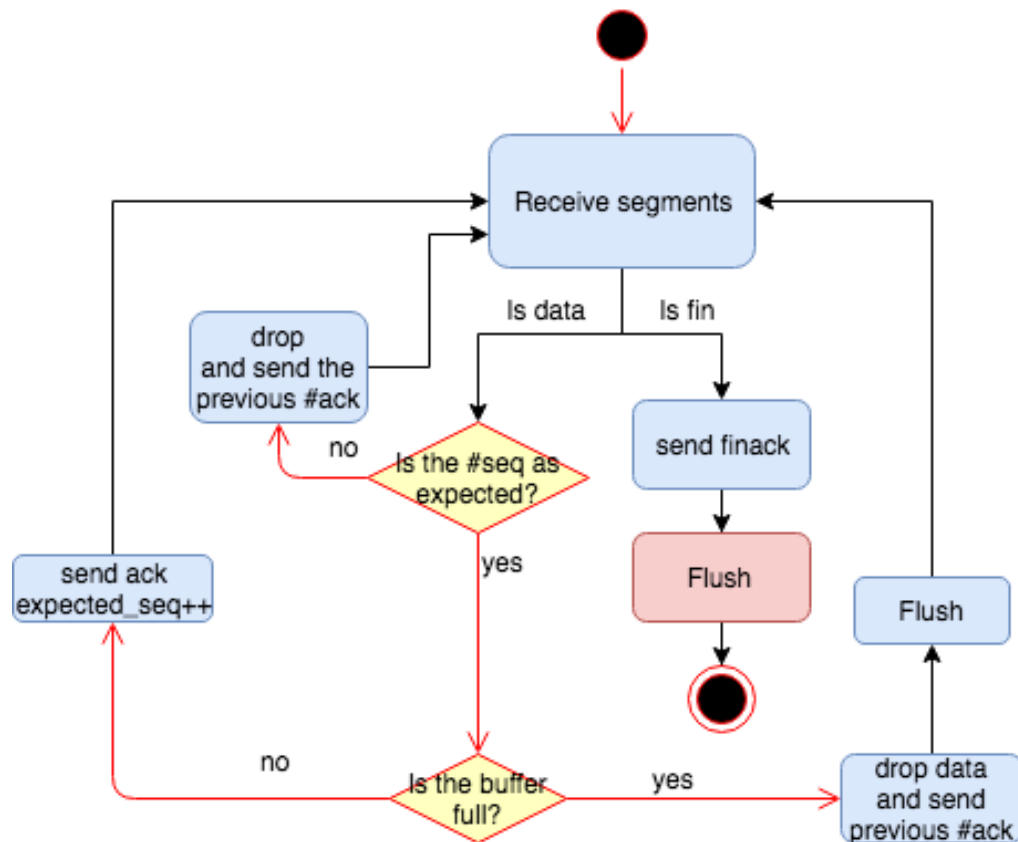 Receive segments
Is data
Is fin
drop
and send the
previous #ack
send finack
no
Is the #seq as
expected?
yes
Flush
send ack
expected_seq++
Flush
no
Is the buffer
full?
yes
drop data
and send
previous #ack